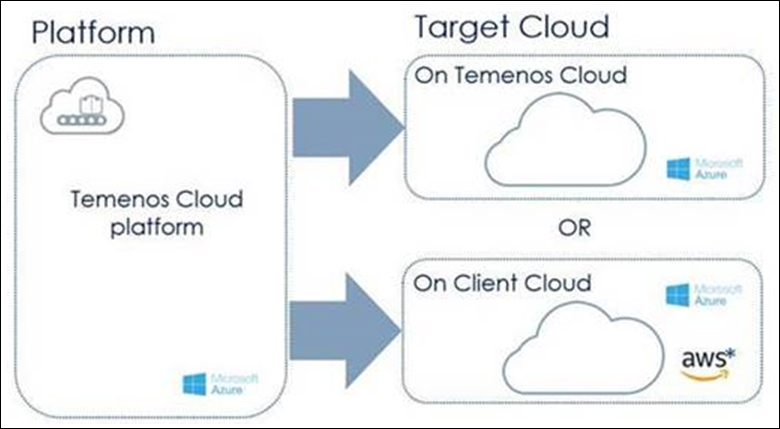 Platform
Target Cloud
Temenos Cloud
platform
Microsoft
Azure
On Temenos Cloud
Microsoft
Azure
OR
On Client Cloud
Microsoft
Azure
aws*